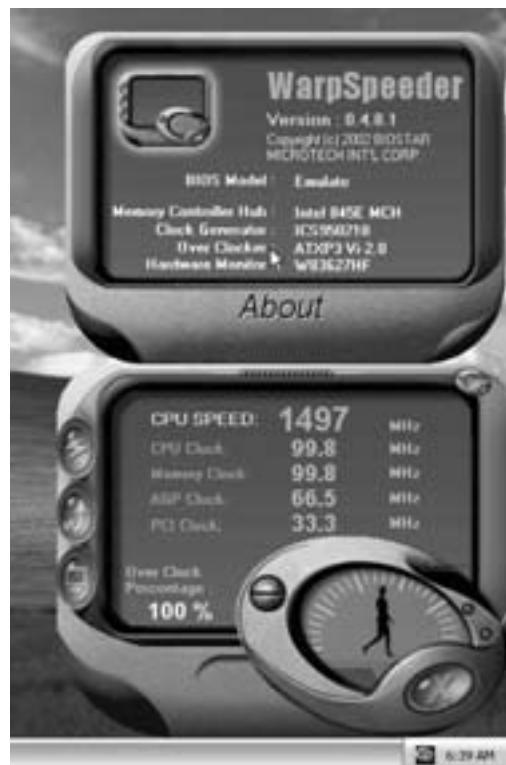 WarpSpeeder
Version : 0.4.0.1
Copyright (c) 2002 BIOSTAR
MICROTECH INT'L CORP
BIOS Model : Emulate
Memory Controller Hub : Intel 845E MCH
Clock Generator : ICS950218
Over Clocker : ATXP3 Vi 2.0
Hardware Monitor : W83627HF
About
CPU SPEED: 1497 MHz
CPU Clock: 99.8 MHz
Memory Clock: 99.8 MHz
AGP Clock: 66.5 MHz
PCI Clock: 33.3 MHz
Over Clock
Percentage
100 %
6:39 AM